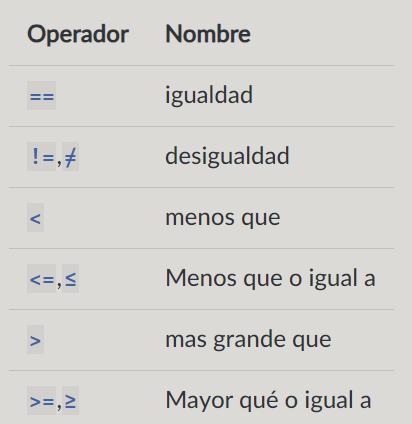 Operador Nombre
== igualdad
!=,≠ desigualdad
< menos que
<=,≤ Menos que o igual a
> mas grande que
>=,≥ Mayor qué o igual a